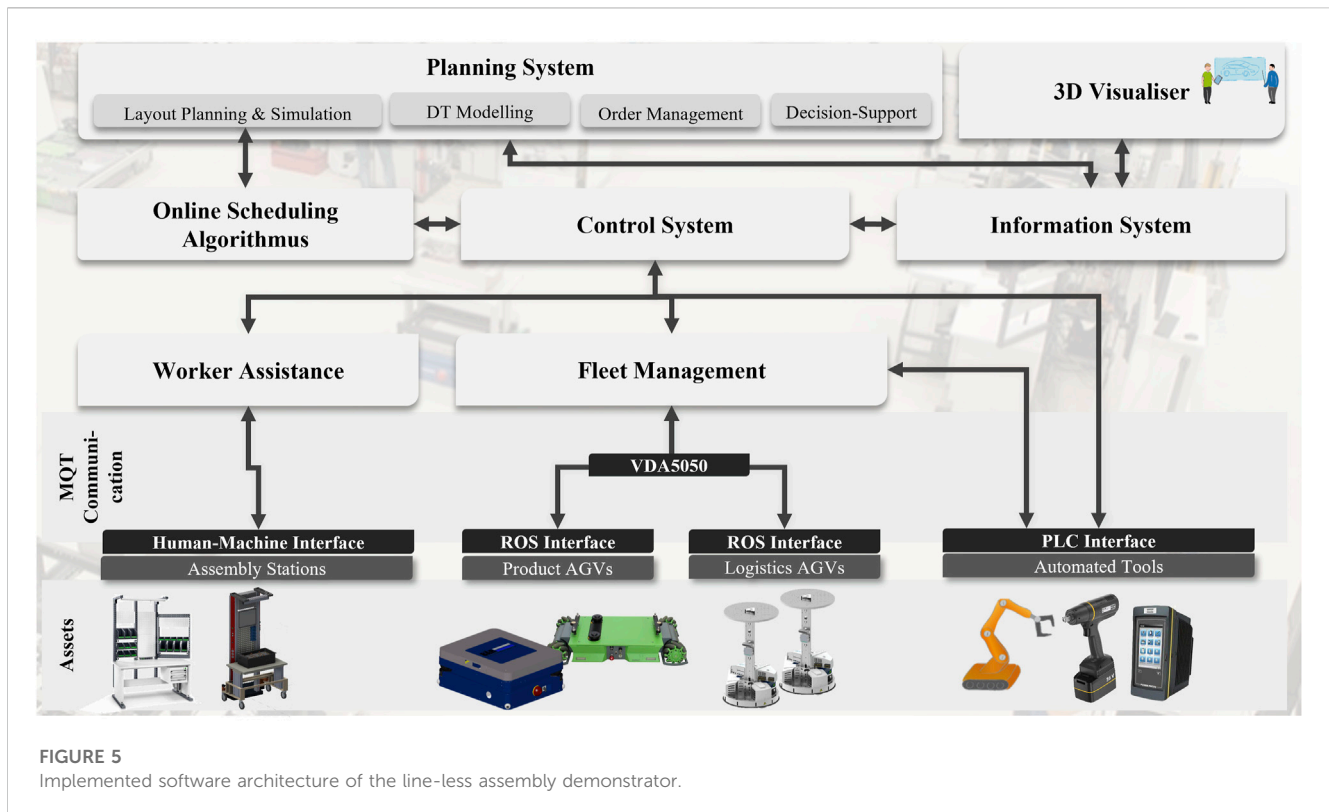 Planning System
Layout Planning & Simulation
DT Modelling
Order Management
Decision-Support
3D Visualiser
Online Scheduling
Algorithmus
Control System
Information System
Worker Assistance
Fleet Management
MQT
Communi-
cation
VDA5050
Human-Machine Interface
Assembly Stations
ROS Interface
Product AGVs
ROS Interface
Logistics AGVs
PLC Interface
Automated Tools
Assets
FIGURE 5
Implemented software architecture of the line-less assembly demonstrator.